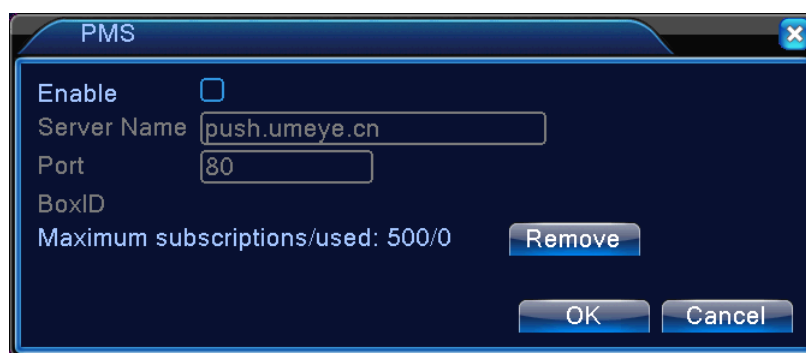 PMS
Enable
Server Name push.umeye.cn
Port 80
BoxID
Maximum subscriptions/used: 500/0 Remove
OK Cancel